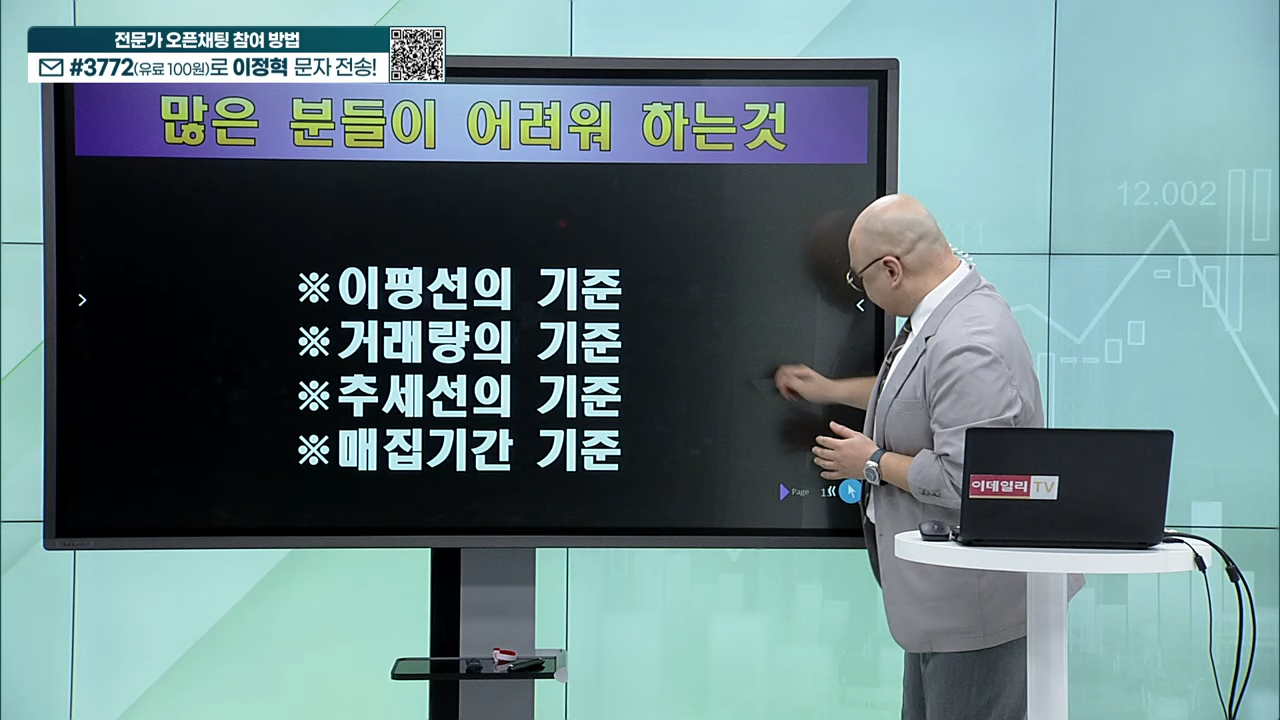 전문가 오픈채팅 참여 방법
#3772(유료 100원)로 이정혁 문자 전송!
많은 분들이 어려워 하는것
※이평선의 기준
※거래량의 기준
※추세선의 기준
※매집기간 기준
Page
이데일리TV
12.002